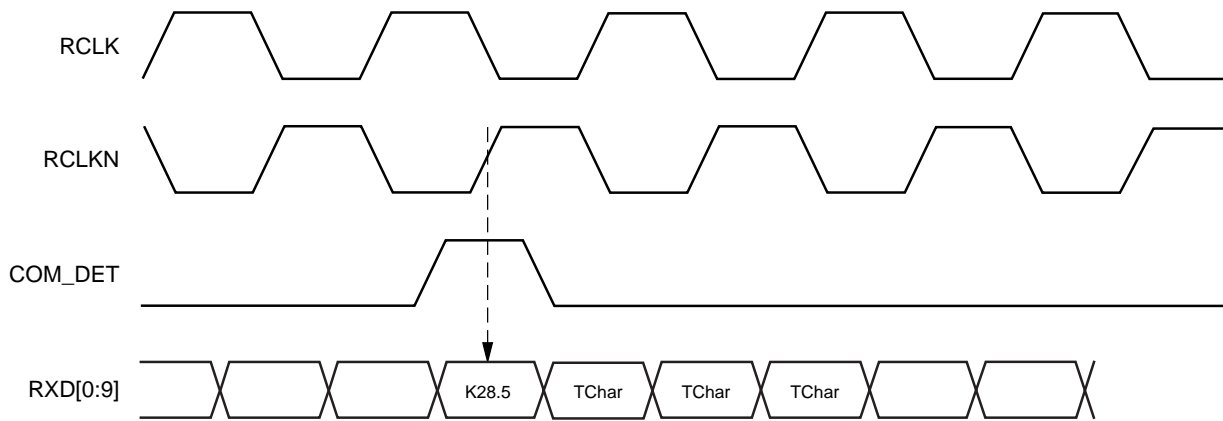 RCLK
RCLKN
COM_DET
RXD[0:9]
K28.5 TChar TChar TChar